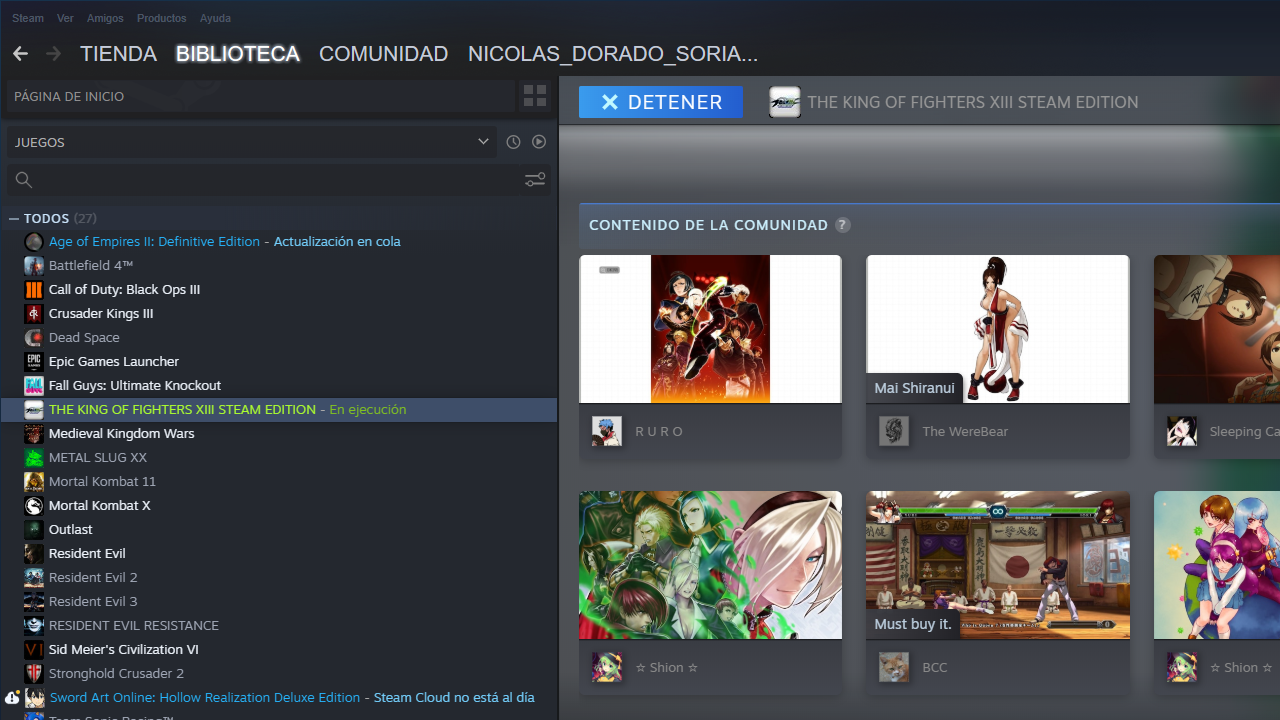 Steam Ver Amigos Productos Ayuda
TIENDA BIBLIOTECA COMUNIDAD NICOLAS_DORADO_SORIA...
PÁGINA DE INICIO
DETENER THE KING OF FIGHTERS XIII STEAM EDITION
JUEGOS
TODOS (27)
Age of Empires II: Definitive Edition - Actualización en cola
Battlefield 4™
Call of Duty: Black Ops III
Crusader Kings III
Dead Space
Epic Games Launcher
Fall Guys: Ultimate Knockout
THE KING OF FIGHTERS XIII STEAM EDITION - En ejecución
Medieval Kingdom Wars
METAL SLUG XX
Mortal Kombat 11
Mortal Kombat X
Outlast
Resident Evil
Resident Evil 2
Resident Evil 3
RESIDENT EVIL RESISTANCE
Sid Meier's Civilization VI
Stronghold Crusader 2
Sword Art Online: Hollow Realization Deluxe Edition - Steam Cloud no está al día
Team Sonic Racing™
CONTENIDO DE LA COMUNIDAD ?
Mai Shiranui
R U R O
The WereBear
Sleeping Ca
Must buy it.
☆ Shion ☆
BCC
☆ Shion ☆